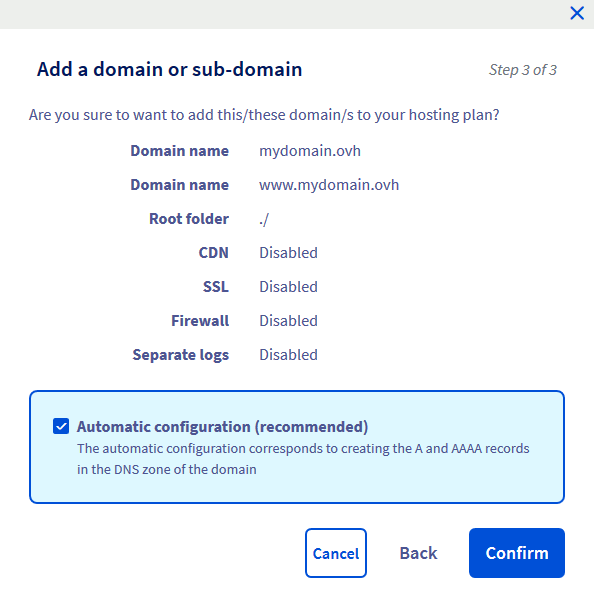 Add a domain or sub-domain Step 3 of 3
Are you sure to want to add this/these domain/s to your hosting plan?
Domain name mydomain.ovh
Domain name www.mydomain.ovh
Root folder ./
CDN Disabled
SSL Disabled
Firewall Disabled
Separate logs Disabled
Automatic configuration (recommended)
The automatic configuration corresponds to creating the A and AAAA records
in the DNS zone of the domain
Cancel Back Confirm